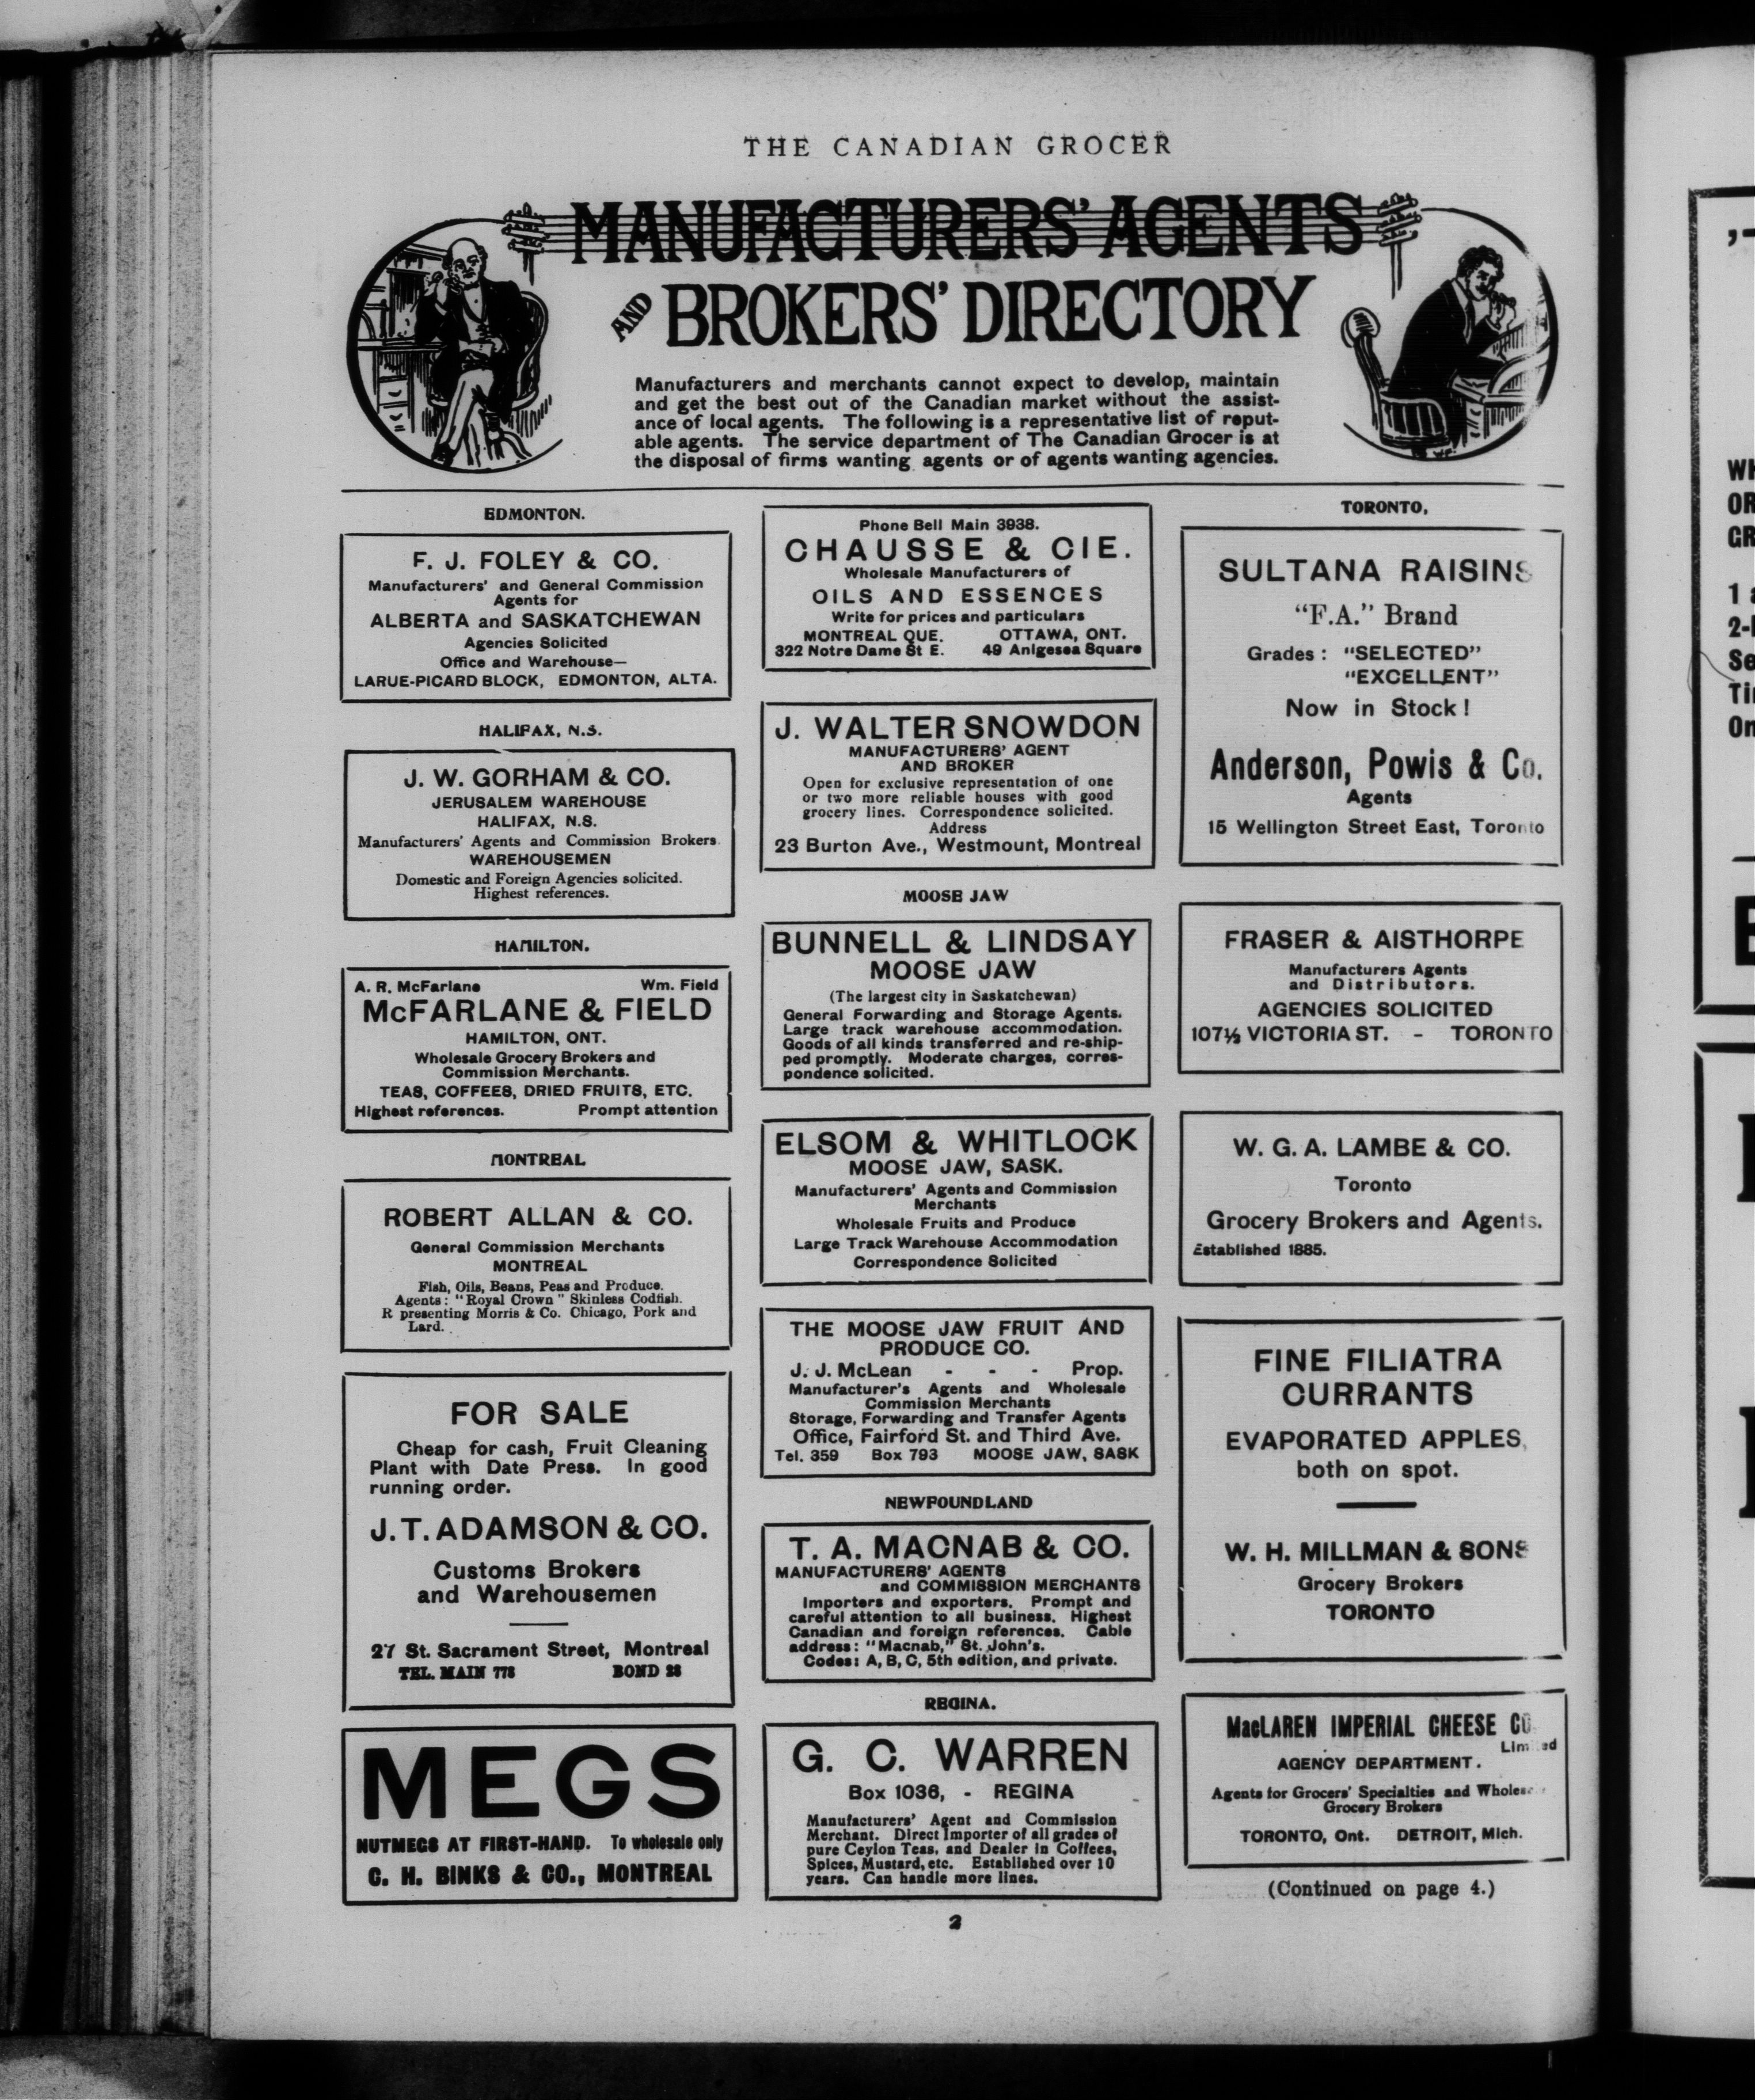 THE CANADIAN GROCER
MANUFACTURERS' AGENTS
AND BROKERS' DIRECTORY
Manufacturers and merchants cannot expect to develop, maintain
and get the best out of the Canadian market without the assist-
ance of local agents. The following is a representative list of reput-
able agents. The service department of The Canadian Grocer is at
the disposal of firms wanting agents or of agents wanting agencies.
EDMONTON.
F. J. FOLEY & CO.
Manufacturers' and General Commission
Agents for
ALBERTA and SASKATCHEWAN
Agencies Solicited
Office and Warehouse—
LARUE-PICARD BLOCK, EDMONTON, ALTA.
HALIFAX, N.S.
J. W. GORHAM & CO.
JERUSALEM WAREHOUSE
HALIFAX, N.S.
Manufacturers' Agents and Commission Brokers
WAREHOUSEMEN
Domestic and Foreign Agencies solicited.
Highest references.
HAMILTON.
A. R. McFarlane Wm. Field
McFARLANE & FIELD
HAMILTON, ONT.
Wholesale Grocery Brokers and
Commission Merchants.
TEAS, COFFEES, DRIED FRUITS, ETC.
Highest references. Prompt attention
MONTREAL
ROBERT ALLAN & CO.
General Commission Merchants
MONTREAL
Fish, Oils, Beans, Peas and Produce.
Agents: "Royal Crown" Skinless Codfish.
R presenting Morris & Co. Chicago, Pork and
Lard.
FOR SALE
Cheap for cash, Fruit Cleaning
Plant with Date Press. In good
running order.
J. T. ADAMSON & CO.
Customs Brokers
and Warehousemen
27 St. Sacrament Street, Montreal
TEL. MAIN 778 BOND 28
MEGS
NUTMEGS AT FIRST-HAND. To wholesale only
C. H. BINKS & CO., MONTREAL
Phone Bell Main 3938.
CHAUSSE & CIE.
Wholesale Manufacturers of
OILS AND ESSENCES
Write for prices and particulars
MONTREAL QUE. OTTAWA, ONT.
322 Notre Dame St E. 49 Anlgesea Square
J. WALTER SNOWDON
MANUFACTURERS' AGENT
AND BROKER
Open for exclusive representation of one
or two more reliable houses with good
grocery lines. Correspondence solicited.
Address
23 Burton Ave., Westmount, Montreal
MOOSE JAW
BUNNELL & LINDSAY
MOOSE JAW
(The largest city in Saskatchewan)
General Forwarding and Storage Agents.
Large track warehouse accommodation.
Goods of all kinds transferred and re-ship-
ped promptly. Moderate charges, corres-
pondence solicited.
ELSOM & WHITLOCK
MOOSE JAW, SASK.
Manufacturers' Agents and Commission
Merchants
Wholesale Fruits and Produce
Large Track Warehouse Accommodation
Correspondence Solicited
THE MOOSE JAW FRUIT AND
PRODUCE CO.
J. J. McLean - - - Prop.
Manufacturer's Agents and Wholesale
Commission Merchants
Storage, Forwarding and Transfer Agents
Office, Fairford St. and Third Ave.
Tel. 359 Box 793 MOOSE JAW, SASK
NEWFOUNDLAND
T. A. MACNAB & CO.
MANUFACTURERS' AGENTS
and COMMISSION MERCHANTS
Importers and exporters. Prompt and
careful attention to all business. Highest
Canadian and foreign references. Cable
address: "Macnab," St. John's.
Codes: A, B, C, 5th edition, and private.
REGINA.
G. C. WARREN
Box 1036, - REGINA
Manufacturers' Agent and Commission
Merchant. Direct Importer of all grades of
pure Ceylon Teas, and Dealer in Coffees,
Spices, Mustard, etc. Established over 10
years. Can handle more lines.
TORONTO.
SULTANA RAISINS
"F.A." Brand
Grades: "SELECTED"
"EXCELLENT"
Now in Stock!
Anderson, Powis & Co.
Agents
15 Wellington Street East, Toronto
FRASER & AISTHORPE
Manufacturers Agents
and Distributors.
AGENCIES SOLICITED
107½ VICTORIA ST. - TORONTO
W. G. A. LAMBE & CO.
Toronto
Grocery Brokers and Agents.
Established 1885.
FINE FILIATRA
CURRANTS
EVAPORATED APPLES,
both on spot.
W. H. MILLMAN & SONS
Grocery Brokers
TORONTO
MacLAREN IMPERIAL CHEESE CO.
Limited
AGENCY DEPARTMENT.
Agents for Grocers' Specialties and Wholesale
Grocery Brokers
TORONTO, Ont. DETROIT, Mich.
(Continued on page 4.)
2